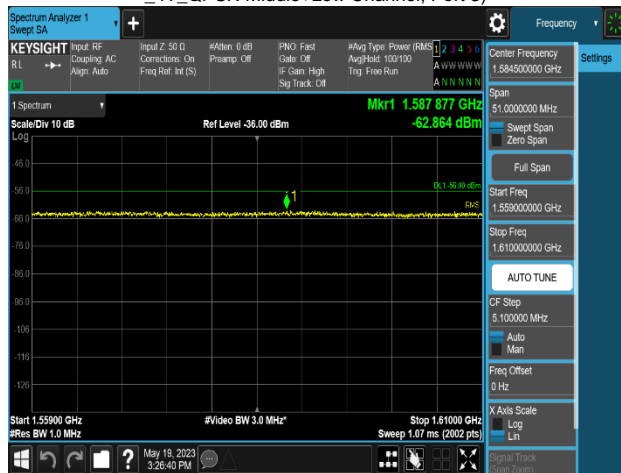 Spectrum Analyzer 1
Swept SA
Frequency
KEYSIGHT
RL
Input: RF
Coupling: AC
Align: Auto
Input Z: 50 Ω
Corrections: On
Freq Ref: Int (S)
#Atten: 0 dB
Preamp: Off
PNO: Fast
Gate: Off
IF Gain: High
Sig Track: Off
#Avg Type: Power (RMS
Avg|Hold: 100/100
Trig: Free Run
1 2 3 4 5 6
A W W W W W
A N N N N N
1 Spectrum
Scale/Div 10 dB
Log
Ref Level -36.00 dBm
Mkr1 1.587 877 GHz
-62.864 dBm
-46.0
-56.0
-66.0
-76.0
-86.0
-96.0
-106
-116
-126
DL1 -56.00 dBm
RMS
1
Start 1.55900 GHz
#Res BW 1.0 MHz
#Video BW 3.0 MHz*
Stop 1.61000 GHz
Sweep 1.07 ms (2002 pts)
May 19, 2023
3:26:40 PM
Settings
Center Frequency
1.584500000 GHz
Span
51.0000000 MHz
Swept Span
Zero Span
Full Span
Start Freq
1.559000000 GHz
Stop Freq
1.610000000 GHz
AUTO TUNE
CF Step
5.100000 MHz
Auto
Man
Freq Offset
0 Hz
X Axis Scale
Log
Lin
Signal Track
(Span Zoom)